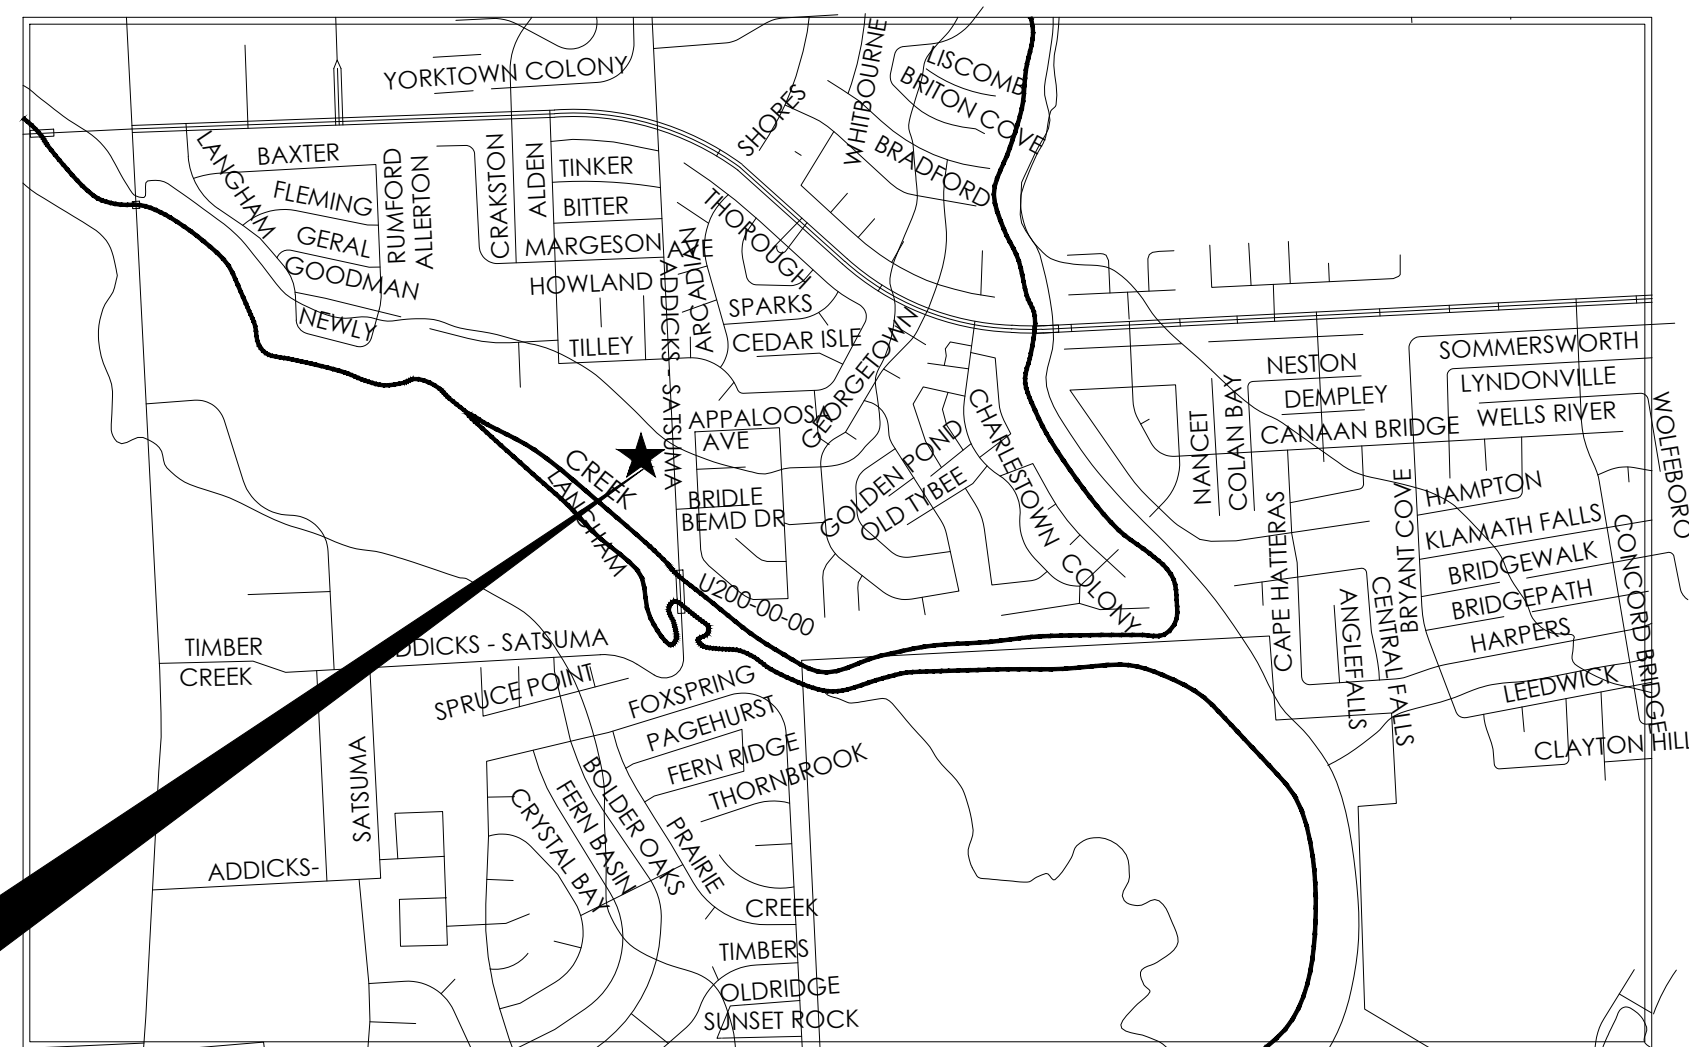 YORKTOWN COLONY
SHORES
WHITBOURNE
LISCOMB
BRITON COVE
BRADFORD
LANGHAM
BAXTER
FLEMING
GERAL
GOODMAN
NEWLY
RUMFORD
ALLERTON
CRAKSTON
ALDEN
TINKER
BITTER
MARGESON AVE
HOWLAND
TILLEY
ADDICKS - SATSUMA
ARCADIAN
THOROUGH
SPARKS
CEDAR ISLE
GEORGETOWN
APPALOOSA
AVE
BRIDLE
BEMD DR
GOLDEN POND
OLD TYBEE
CHARLESTOWN COLONY
CREEK
LANGHAM
U200-00-00
NESTON
DEMPLEY
CANAAN BRIDGE
NANCET
COLAN BAY
SOMMERSWORTH
LYNDONVILLE
WELLS RIVER
WOLFEBORO
HAMPTON
KLAMATH FALLS
BRIDGEWALK
BRIDGEPATH
HARPERS
LEEDWICK
CLAYTON HILL
CONCORD BRIDGE
CAPE HATTERAS
BRYANT COVE
ANGLEFALLS
CENTRAL FALLS
TIMBER
CREEK
DDICKS - SATSUMA
SPRUCE POINT
FOXSPRING
PAGEHURST
FERN RIDGE
THORNBROOK
BOLDER OAKS
FERN BASIN
CRYSTAL BAY
PRAIRIE
CREEK
TIMBERS
OLDRIDGE
SUNSET ROCK
SATSUMA
ADDICKS-